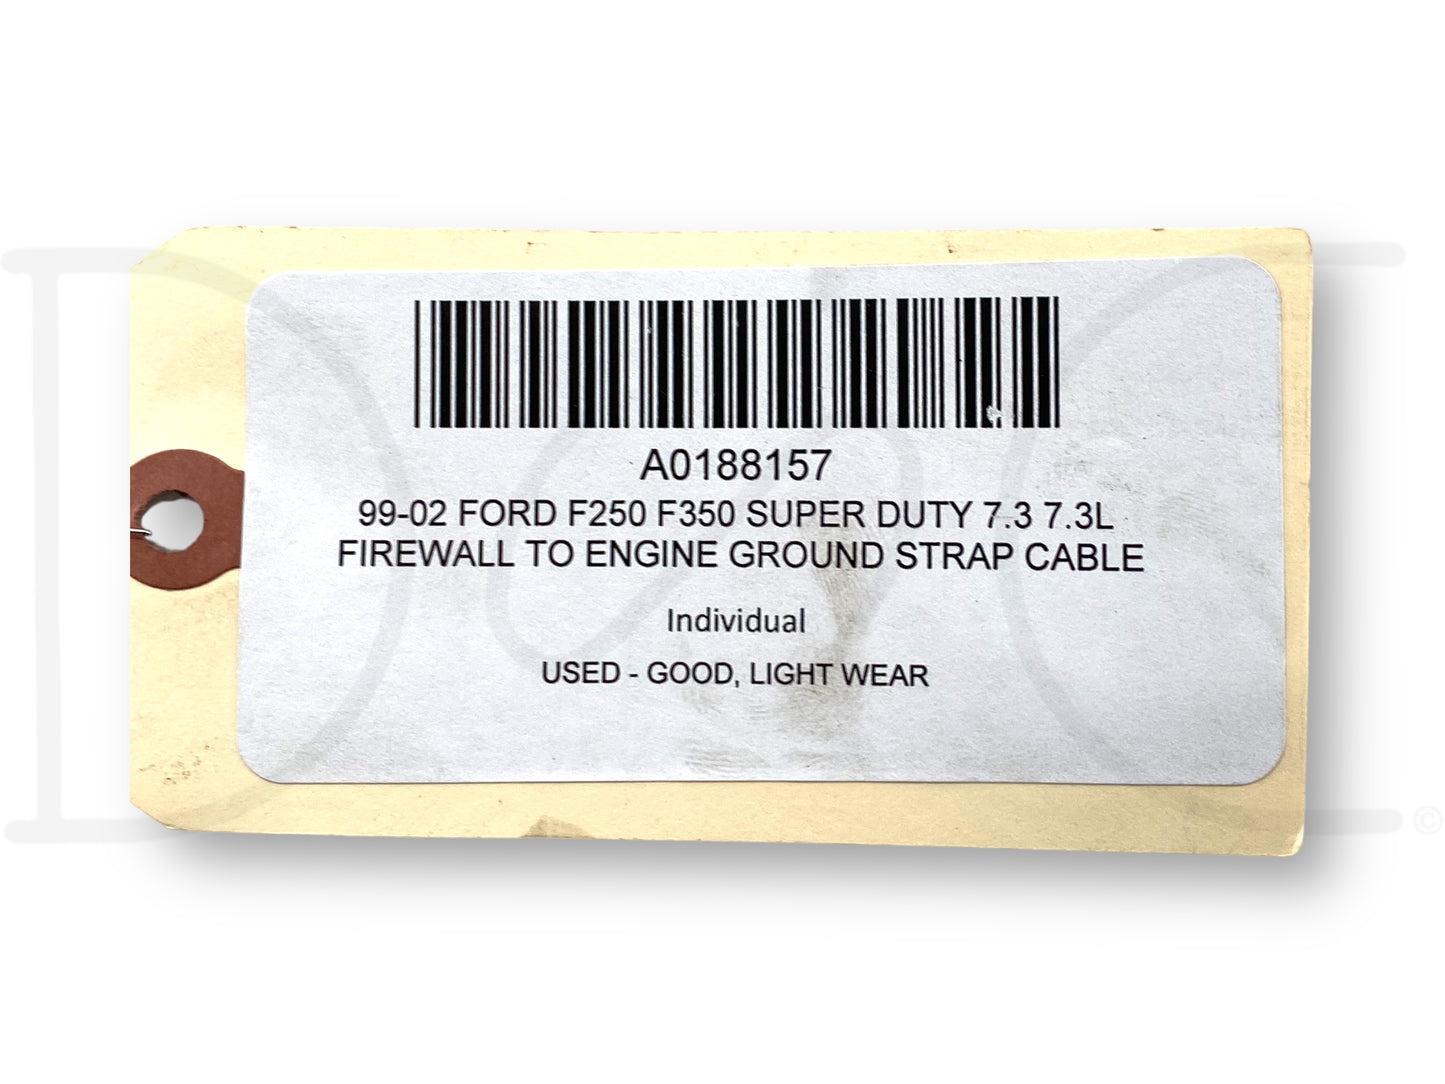 A0188157
99-02 FORD F250 F350 SUPER DUTY 7.3 7.3L
FIREWALL TO ENGINE GROUND STRAP CABLE
Individual
USED - GOOD, LIGHT WEAR
©